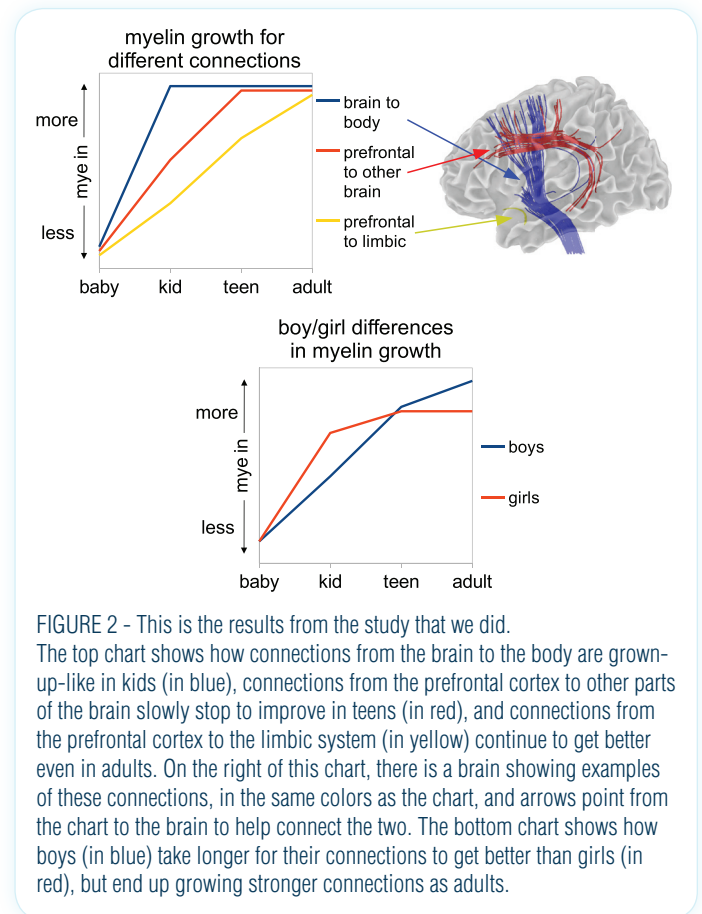 myelin growth for
different connections
more
mye in
less
baby kid teen adult
brain to
body
prefrontal
to other
brain
prefrontal
to limbic
boy/girl differences
in myelin growth
more
mye in
less
baby kid teen adult
boys
girls
FIGURE 2 - This is the results from the study that we did.
The top chart shows how connections from the brain to the body are grown-
up-like in kids (in blue), connections from the prefrontal cortex to other parts
of the brain slowly stop to improve in teens (in red), and connections from
the prefrontal cortex to the limbic system (in yellow) continue to get better
even in adults. On the right of this chart, there is a brain showing examples
of these connections, in the same colors as the chart, and arrows point from
the chart to the brain to help connect the two. The bottom chart shows how
boys (in blue) take longer for their connections to get better than girls (in
red), but end up growing stronger connections as adults.